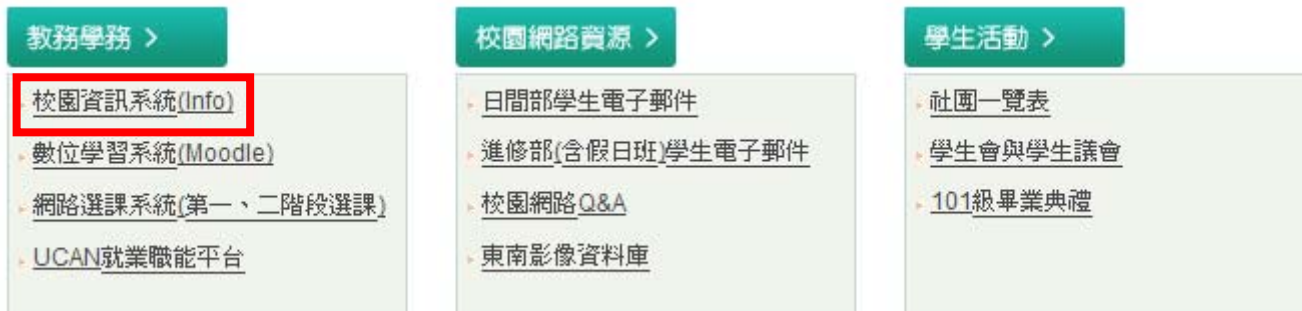 教務學務 >
校園資訊系統(Info)
數位學習系統(Moodle)
網路選課系統(第一、二階段選課)
UCAN就業職能平台
校園網路資源 >
日間部學生電子郵件
進修部(含假日班)學生電子郵件
校園網路Q&A
東南影像資料庫
學生活動 >
社團一覽表
學生會與學生議會
101級畢業典禮